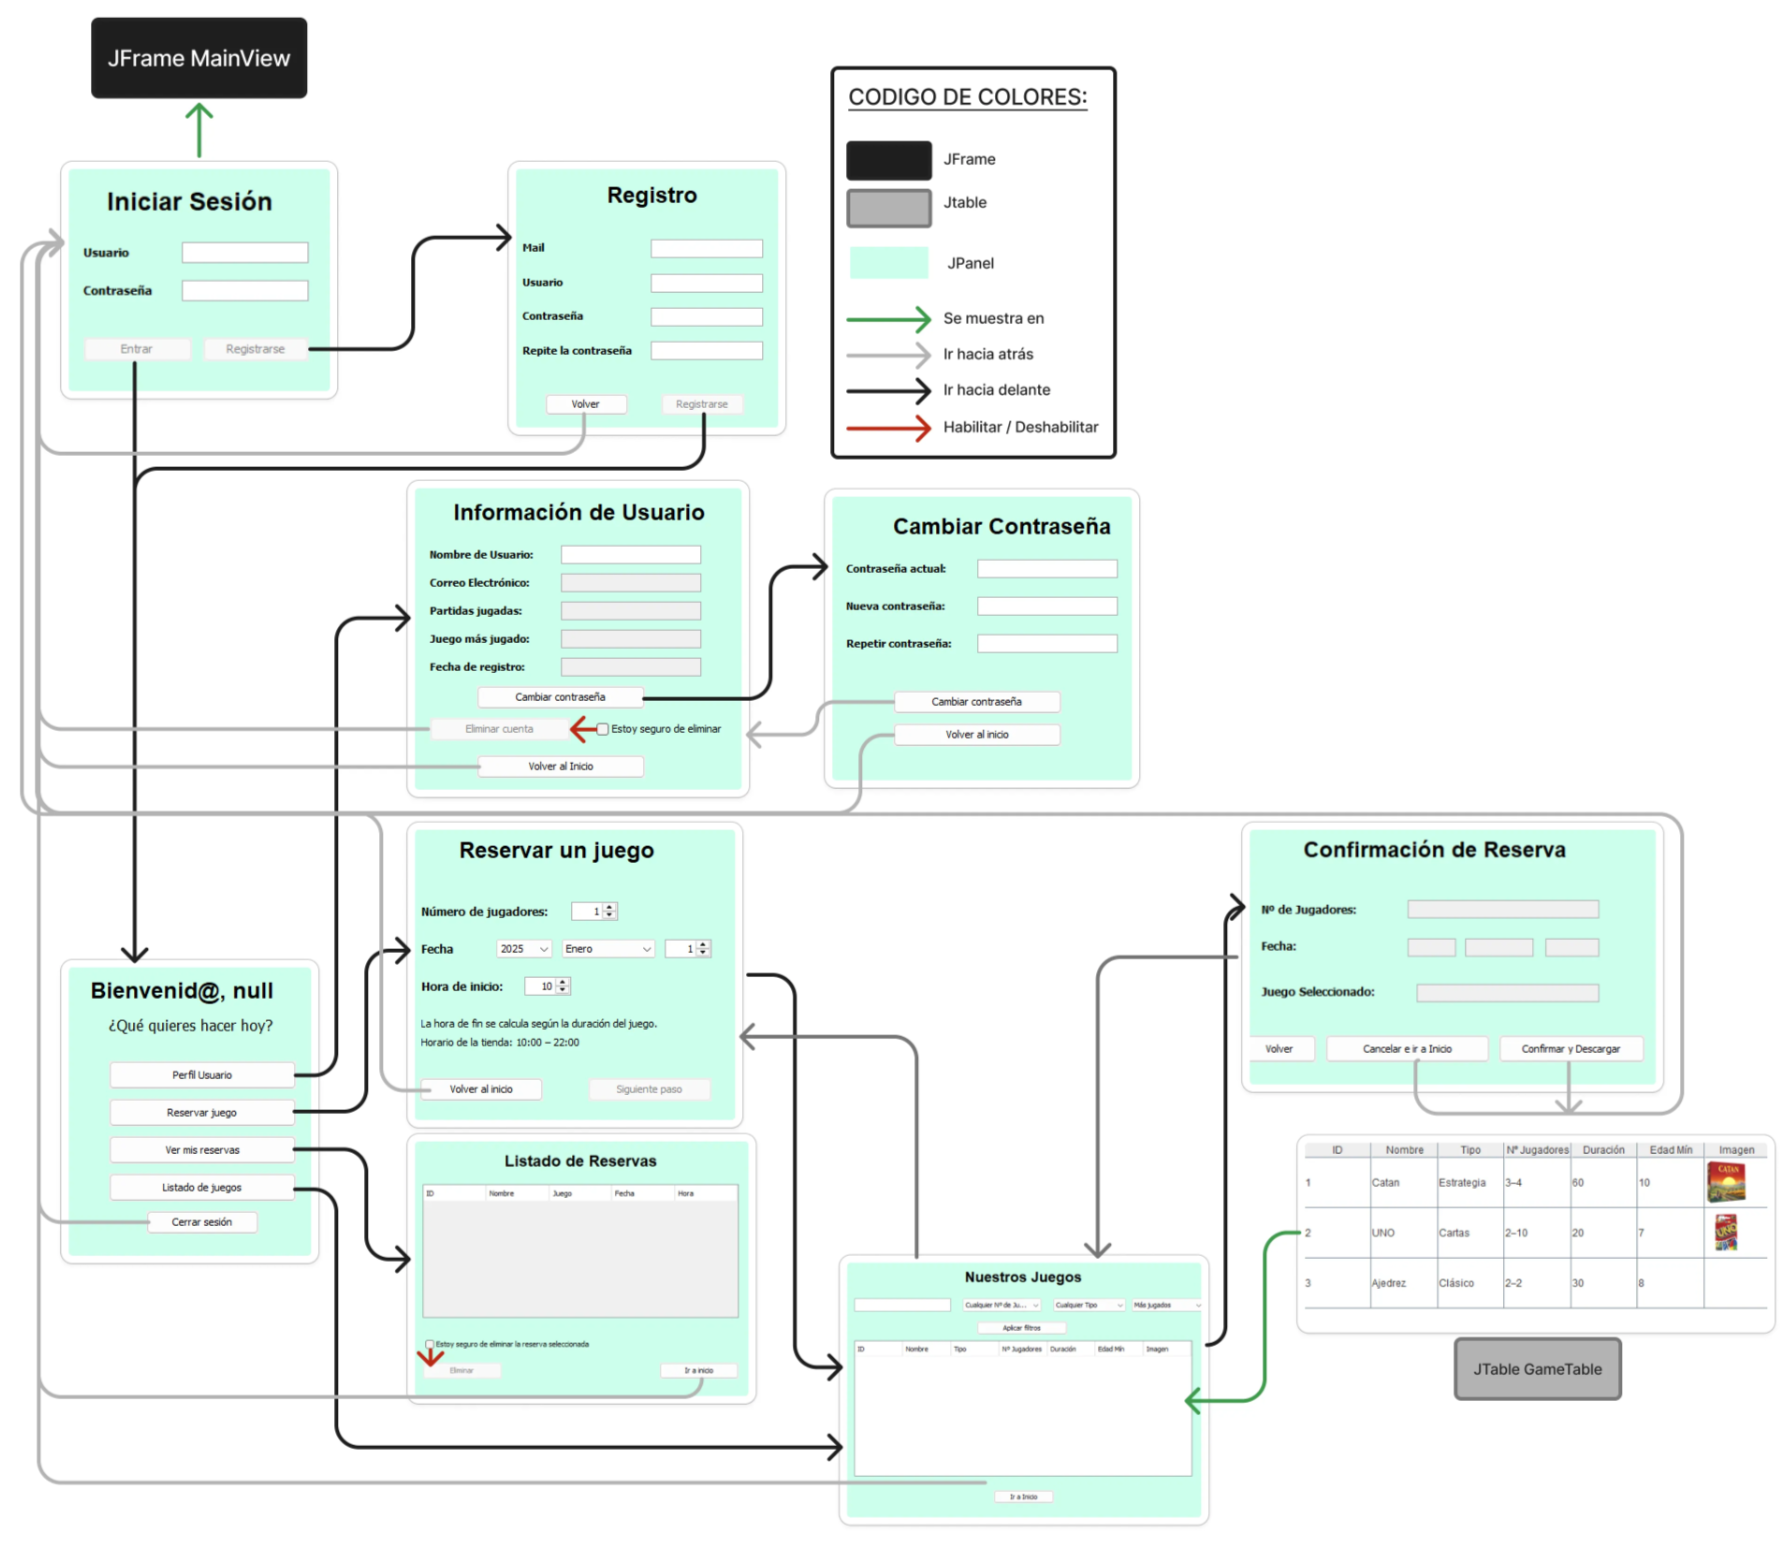 JFrame MainView
CODIGO DE COLORES:
JFrame
Jtable
JPanel
Se muestra en
Ir hacia atrás
Ir hacia delante
Habilitar / Deshabilitar
Iniciar Sesión
Usuario
Contraseña
Entrar
Registrarse
Registro
Mail
Usuario
Contraseña
Repite la contraseña
Volver
Registrarse
Información de Usuario
Nombre de Usuario:
Correo Electrónico:
Partidas jugadas:
Juego más jugado:
Fecha de registro:
Cambiar contraseña
Eliminar cuenta
Estoy seguro de eliminar
Volver al Inicio
Cambiar Contraseña
Contraseña actual:
Nueva contraseña:
Repetir contraseña:
Cambiar contraseña
Volver al inicio
Bienvenid@, null
¿Qué quieres hacer hoy?
Perfil Usuario
Reservar juego
Ver mis reservas
Listado de juegos
Cerrar sesión
Reservar un juego
Número de jugadores: 1
Fecha 2025 Enero 1
Hora de inicio: 10
La hora de fin se calcula según la duración del juego.
Horario de la tienda: 10:00 – 22:00
Volver al inicio
Siguiente paso
Listado de Reservas
ID Nombre Juego Fecha Hora
Estoy seguro de eliminar la reserva seleccionada
Eliminar
Ir a inicio
Confirmación de Reserva
Nº de Jugadores:
Fecha:
Juego Seleccionado:
Volver
Cancelar e ir a Inicio
Confirmar y Descargar
Nuestros Juegos
Cualquier Nº de Ju... Cualquier Tipo Más jugados
Aplicar filtros
ID Nombre Tipo Nº Jugadores Duración Edad Mín Imagen
Ir a Inicio
ID Nombre Tipo Nº Jugadores Duración Edad Mín Imagen
1 Catan Estrategia 3–4 60 10
CATAN
2 UNO Cartas 2–10 20 7
UNO
3 Ajedrez Clásico 2–2 30 8
JTable GameTable